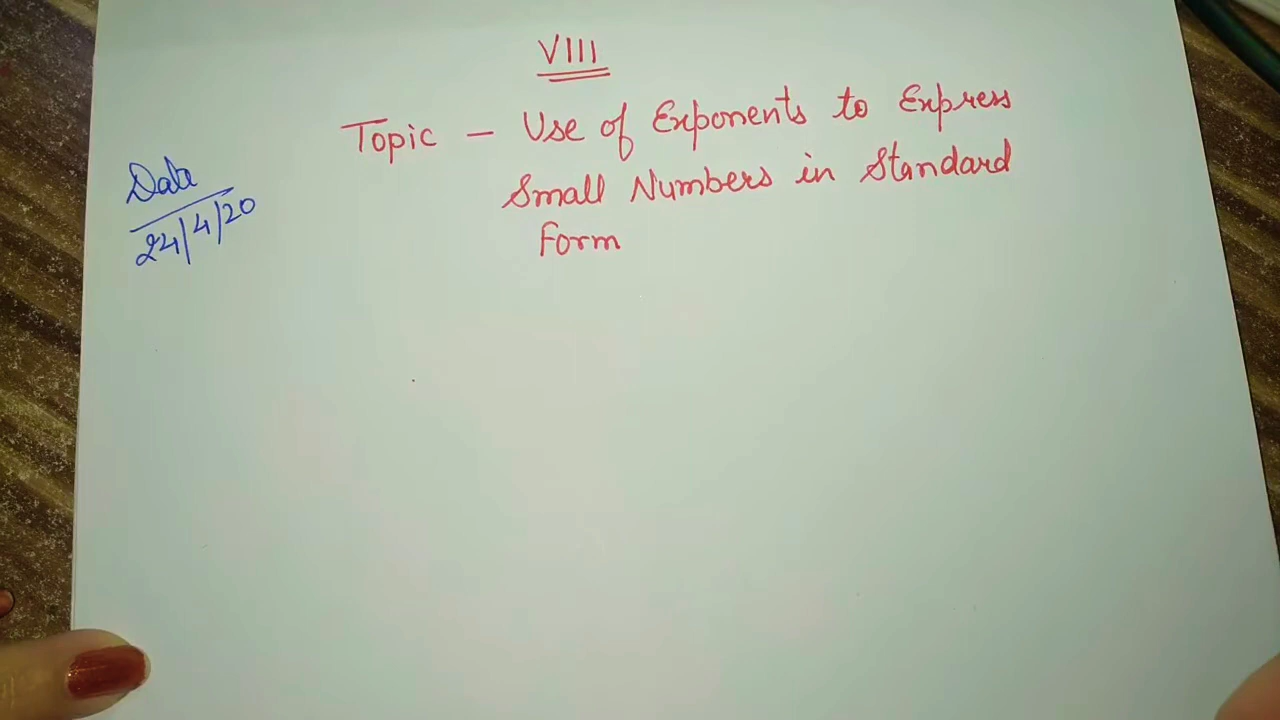 VIII
Topic - Use of Exponents to Express
Small Numbers in Standard
Form
Date
24/4/20